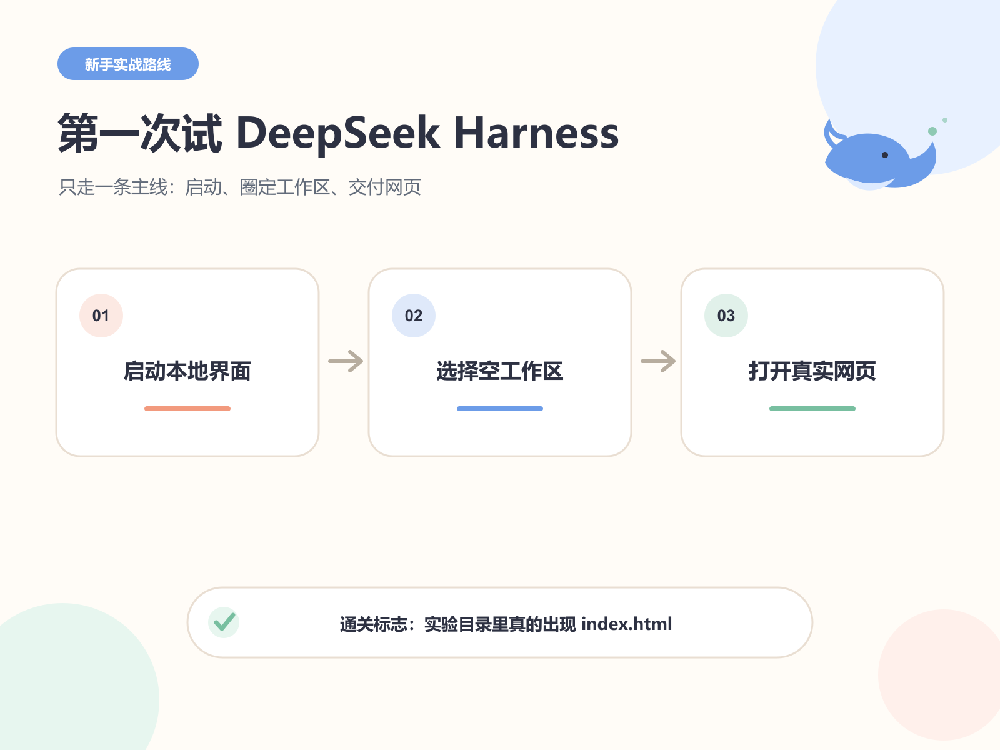 新手实战路线
第一次试 DeepSeek Harness
只走一条主线：启动、圈定工作区、交付网页
01
启动本地界面
02
选择空工作区
03
打开真实网页
通关标志：实验目录里真的出现 index.html